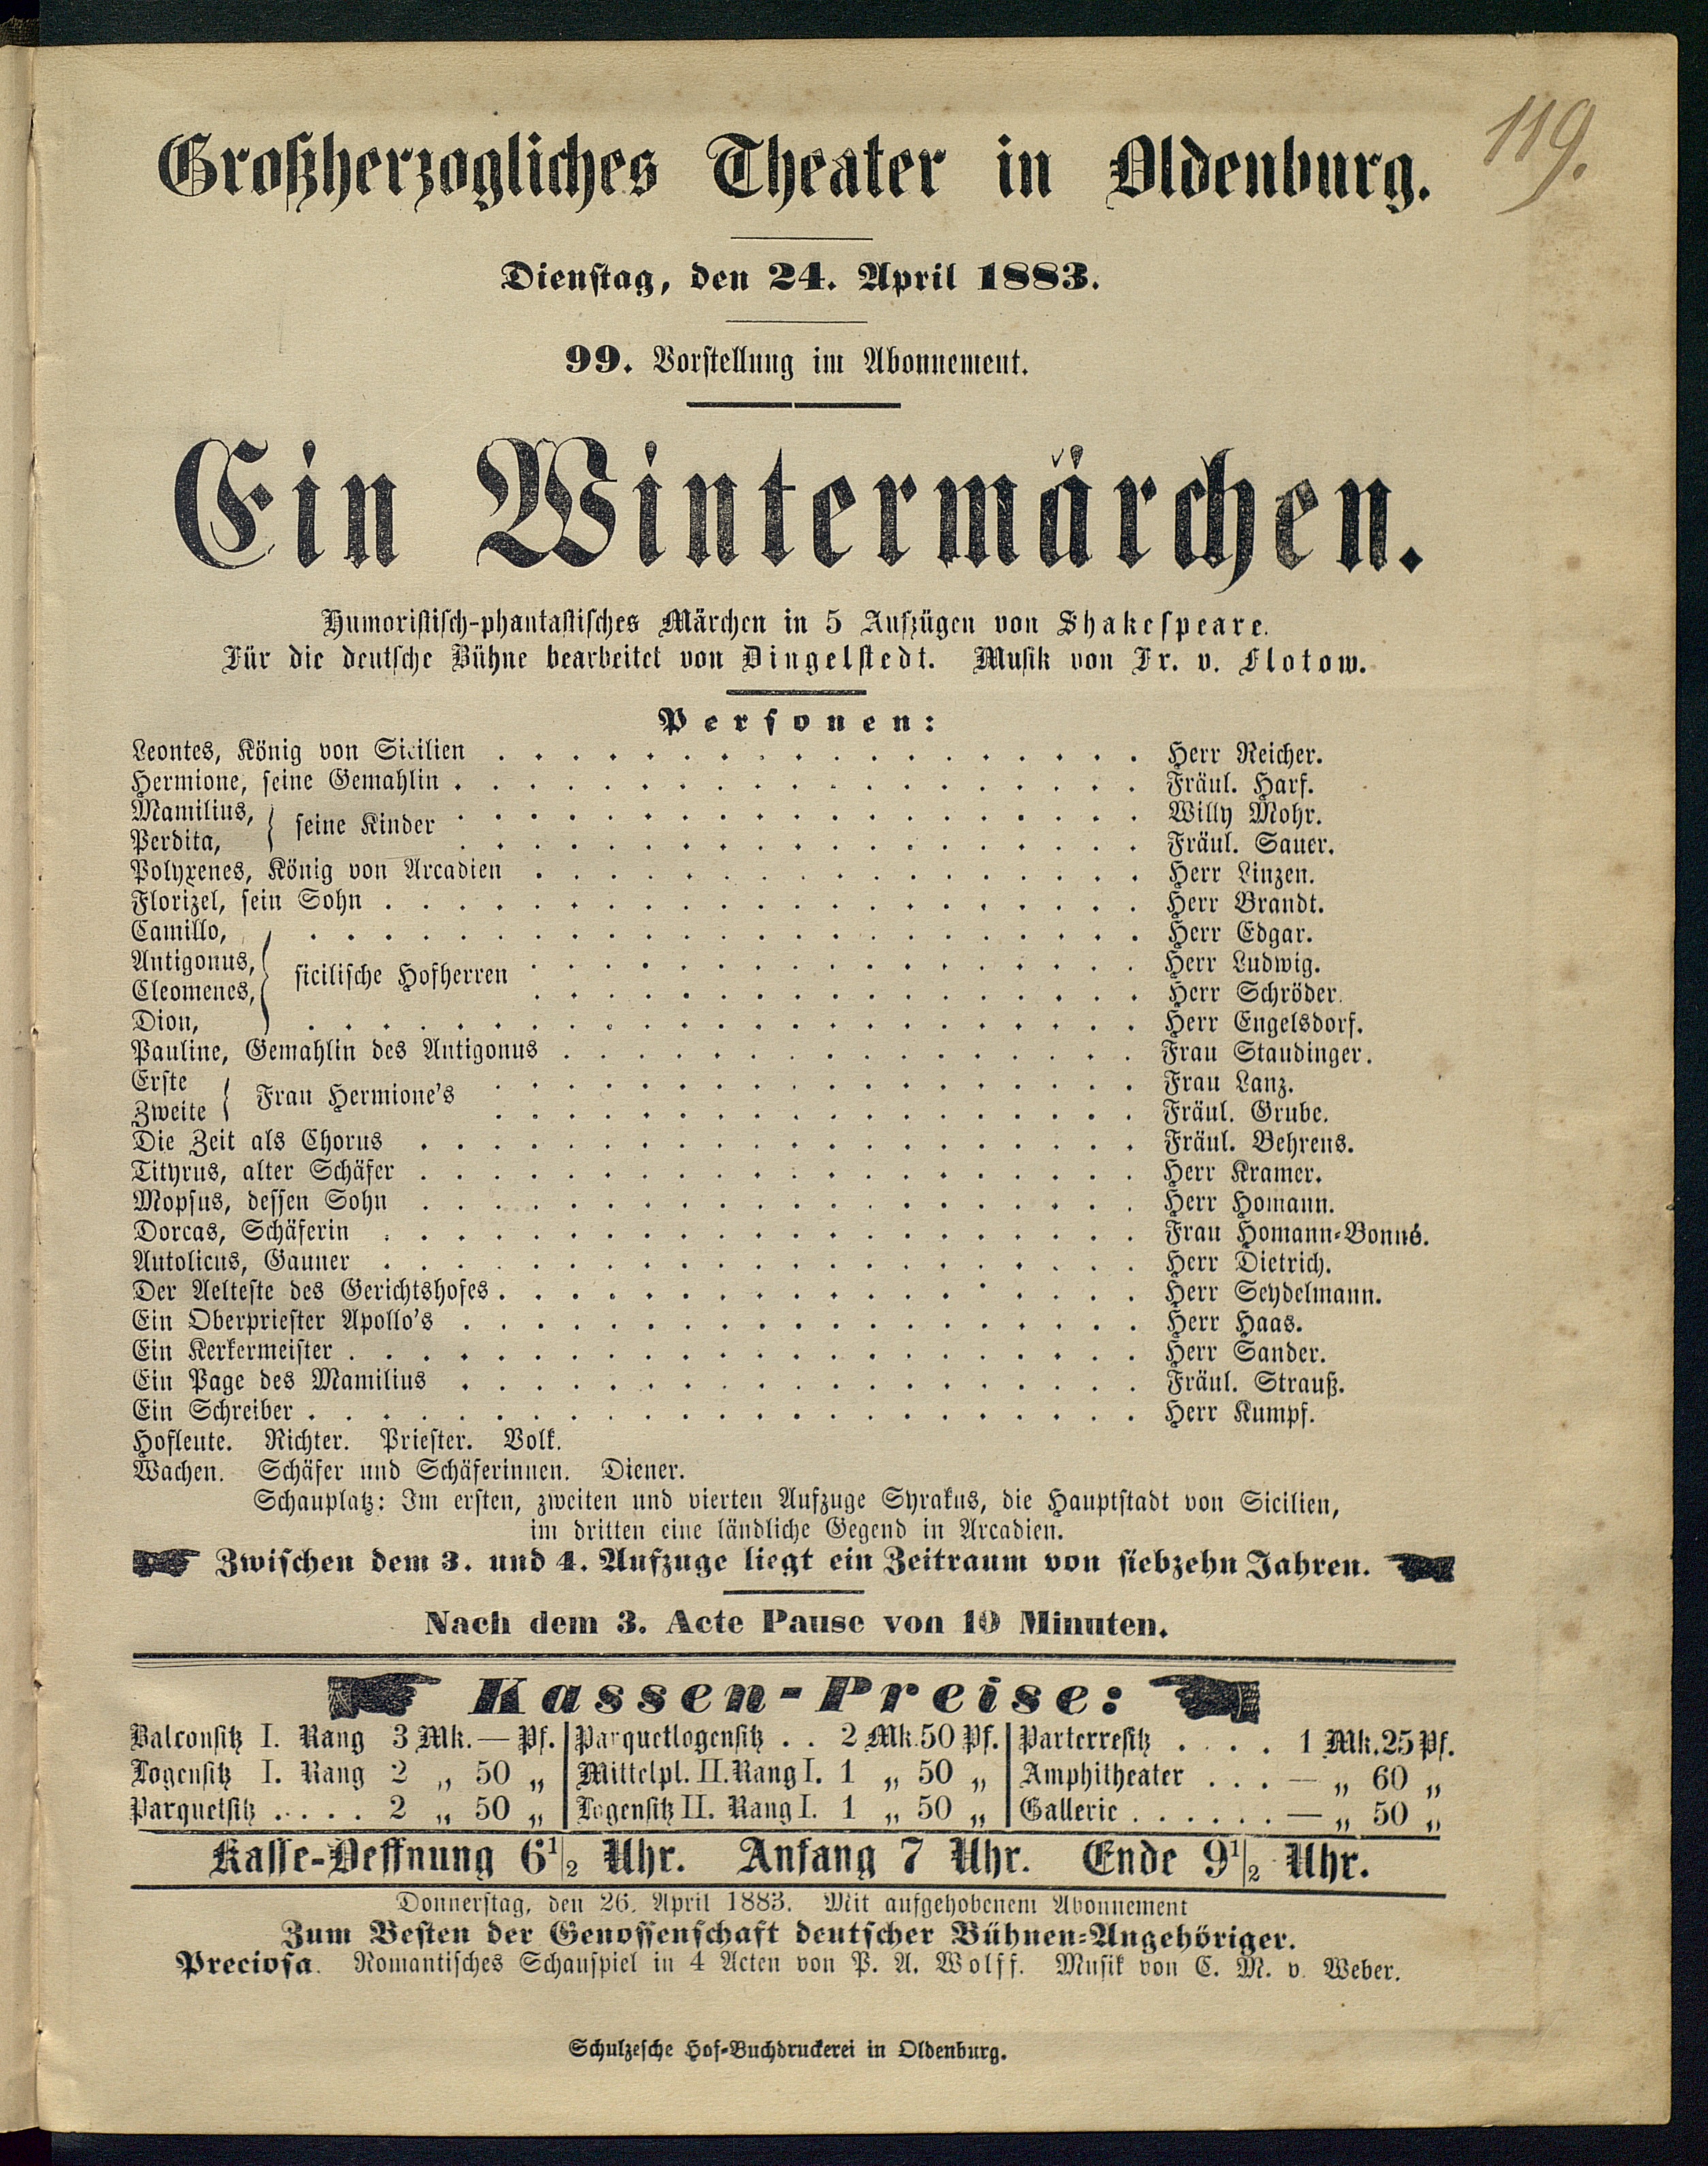 119.
Großherzogliches Theater in Oldenburg.
Dienstag, den 24. April 1883.
99. Vorstellung im Abonnement.
Ein Wintermärchen.
Humoristisch-phantastisches Märchen in 5 Aufzügen von Shakespeare.
Für die deutsche Bühne bearbeitet von Dingelstedt. Musik von Fr. v. Flotow.
Personen:
Leontes, König von Sicilien . . . . . . . . . . . . . . . . . . Herr Reicher.
Hermione, seine Gemahlin . . . . . . . . . . . . . . . . . . . Fräul. Harf.
Mamilius, } seine Kinder . . . . . . . . . . . . . . . . . . . Willy Mohr.
Perdita, . . . . . . . . . . . . . . . . . . . Fräul. Sauer.
Polyxenes, König von Arcadien . . . . . . . . . . . . . . . . . Herr Linzen.
Florizel, sein Sohn . . . . . . . . . . . . . . . . . . . . . Herr Brandt.
Camillo, . . . . . . . . . . . . . . . . . . . . . . . Herr Edgar.
Antigonus, } sicilische Hofherren . . . . . . . . . . . . . . . . . Herr Ludwig.
Cleomenes, . . . . . . . . . . . . . . . . . Herr Schröder.
Dion, . . . . . . . . . . . . . . . . . . . . . . . Herr Engelsdorf.
Pauline, Gemahlin des Antigonus . . . . . . . . . . . . . . . . Frau Staudinger.
Erste } Frau Hermione's . . . . . . . . . . . . . . . . . . Frau Lanz.
Zweite . . . . . . . . . . . . . . . . . . Fräul. Grube.
Die Zeit als Chorus . . . . . . . . . . . . . . . . . . . . Fräul. Behrens.
Tityrus, alter Schäfer . . . . . . . . . . . . . . . . . . . . Herr Kramer.
Mopsus, dessen Sohn . . . . . . . . . . . . . . . . . . . . Herr Homann.
Dorcas, Schäferin . . . . . . . . . . . . . . . . . . . . . Frau Homann-Bonnés.
Autolicus, Gauner . . . . . . . . . . . . . . . . . . . . . Herr Dietrich.
Der Aelteste des Gerichtshofes . . . . . . . . . . . . . . . . . . Herr Seydelmann.
Ein Oberpriester Apollo's . . . . . . . . . . . . . . . . . . . Herr Haas.
Ein Kerkermeister . . . . . . . . . . . . . . . . . . . . . . Herr Sander.
Ein Page des Mamilius . . . . . . . . . . . . . . . . . . . Fräul. Strauß.
Ein Schreiber . . . . . . . . . . . . . . . . . . . . . . . Herr Kumpf.
Hofleute. Richter. Priester. Volk.
Wachen. Schäfer und Schäferinnen. Diener.
Schauplatz: Im ersten, zweiten und vierten Aufzuge Syrakus, die Hauptstadt von Sicilien,
im dritten eine ländliche Gegend in Arcadien.
Zwischen dem 3. und 4. Aufzuge liegt ein Zeitraum von siebzehn Jahren.
Nach dem 3. Acte Pause von 10 Minuten.
Kassen-Preise:
Balconsitz I. Rang 3 Mk. — Pf. | Parquetlogensitz . . 2 Mk. 50 Pf. | Parterresitz . . . . 1 Mk. 25 Pf.
Logensitz I. Rang 2 „ 50 „ | Mittelpl. II. Rang I. 1 „ 50 „ | Amphitheater . . . — „ 60 „
Parquetsitz . . . . 2 „ 50 „ | Logensitz II. Rang I. 1 „ 50 „ | Gallerie . . . . . . — „ 50 „
Kasse-Oeffnung 6 1/2 Uhr. Anfang 7 Uhr. Ende 9 1/2 Uhr.
Donnerstag, den 26. April 1883. Mit aufgehobenem Abonnement
Zum Besten der Genossenschaft deutscher Bühnen-Angehöriger.
Preciosa. Romantisches Schauspiel in 4 Acten von P. A. Wolff. Musik von C. M. v. Weber.
Schulzesche Hof-Buchdruckerei in Oldenburg.